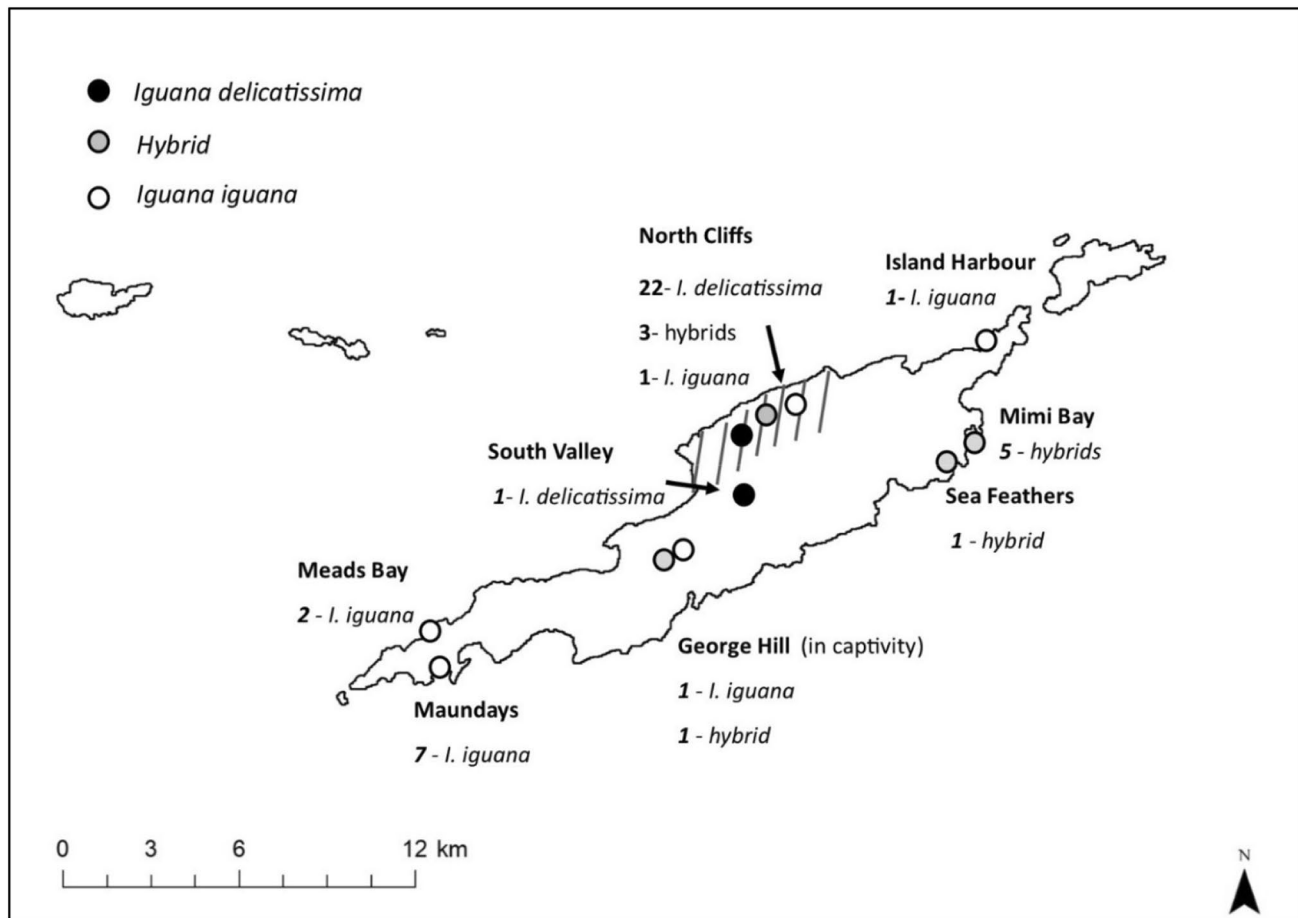 Iguana delicatissima
Hybrid
Iguana iguana
North Cliffs
22- I. delicatissima
3- hybrids
1- I. iguana
Island Harbour
1- I. iguana
South Valley
1- I. delicatissima
Mimi Bay
5 - hybrids
Sea Feathers
1 - hybrid
Meads Bay
2 - I. iguana
George Hill (in captivity)
1 - I. iguana
1 - hybrid
Maundays
7 - I. iguana
0 3 6 12 km
N